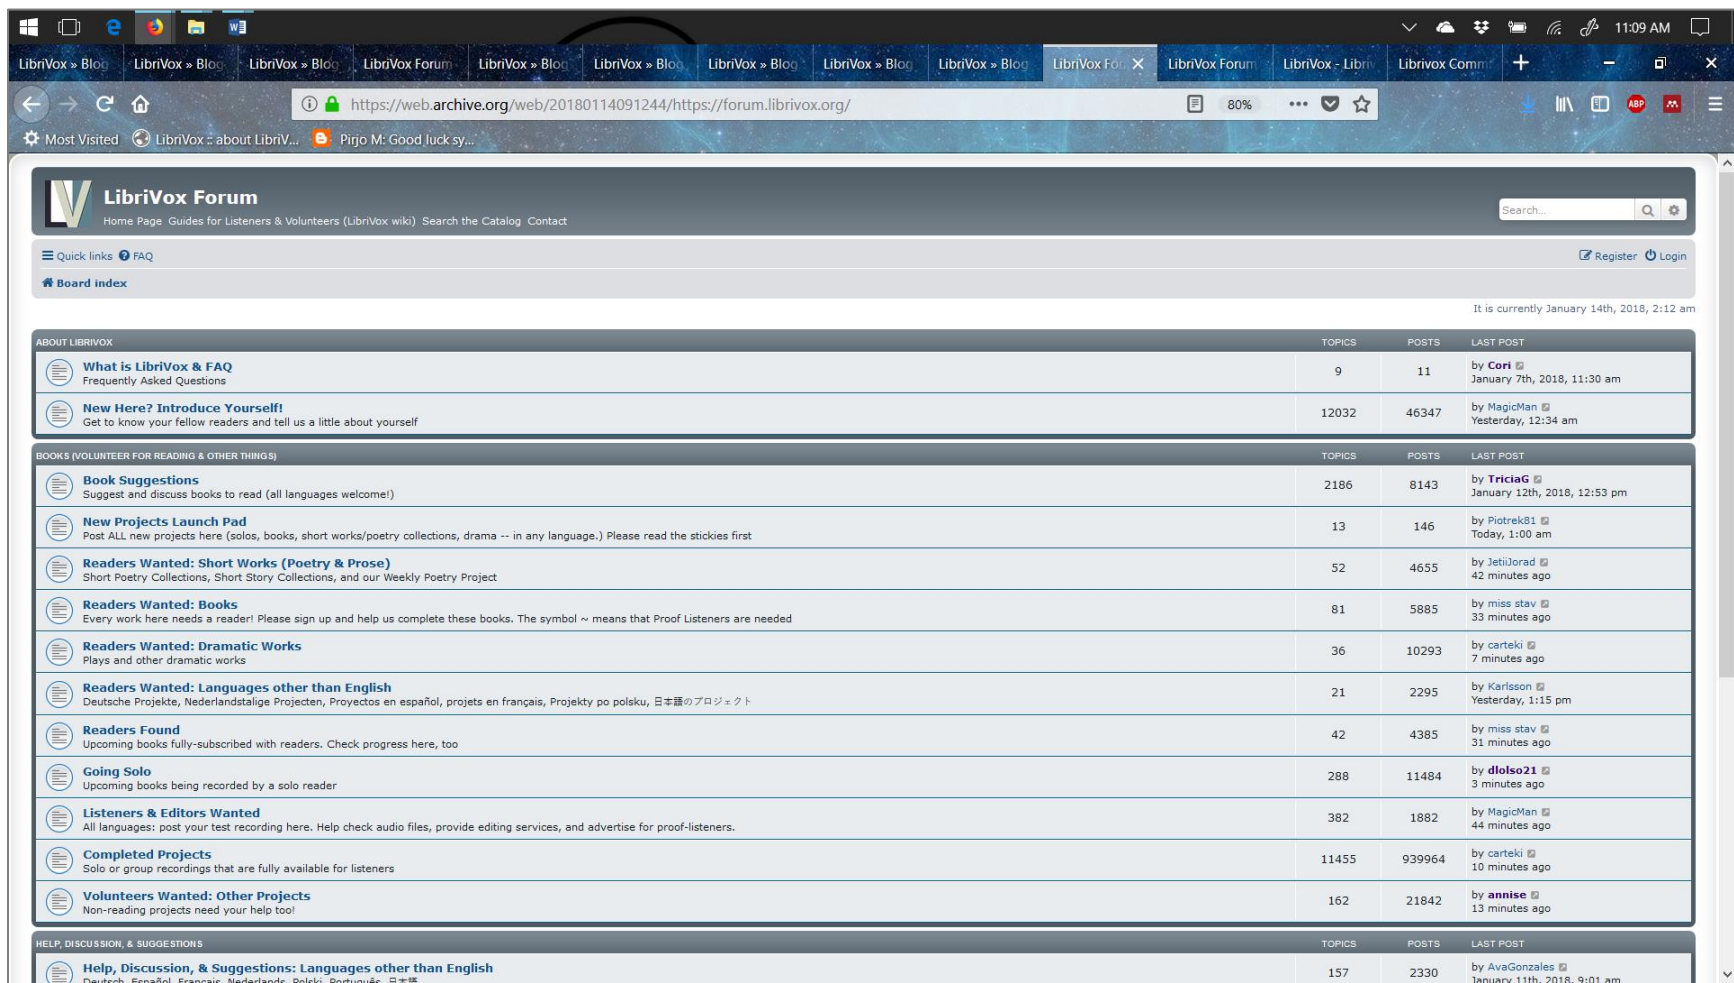 11:09 AM
LibriVox » Blog
LibriVox » Blog
LibriVox » Blog
LibriVox Forum
LibriVox » Blog
LibriVox » Blog
LibriVox » Blog
LibriVox » Blog
LibriVox » Blog
LibriVox For
LibriVox Forum
LibriVox - Libriv
Librivox Comm
https://web.archive.org/web/20180114091244/https://forum.librivox.org/
80%
ABP
Most Visited LibriVox :: about LibriV... Pirjo M: Good luck sy...
LibriVox Forum
Home Page Guides for Listeners & Volunteers (LibriVox wiki) Search the Catalog Contact
Search...
Quick links FAQ
Register Login
Board index
It is currently January 14th, 2018, 2:12 am
ABOUT LIBRIVOX TOPICS POSTS LAST POST
What is LibriVox & FAQ
Frequently Asked Questions
9 11
by Cori
January 7th, 2018, 11:30 am
New Here? Introduce Yourself!
Get to know your fellow readers and tell us a little about yourself
12032 46347
by MagicMan
Yesterday, 12:34 am
BOOKS (VOLUNTEER FOR READING & OTHER THINGS) TOPICS POSTS LAST POST
Book Suggestions
Suggest and discuss books to read (all languages welcome!)
2186 8143
by TriciaG
January 12th, 2018, 12:53 pm
New Projects Launch Pad
Post ALL new projects here (solos, books, short works/poetry collections, drama -- in any language.) Please read the stickies first
13 146
by Piotrek81
Today, 1:00 am
Readers Wanted: Short Works (Poetry & Prose)
Short Poetry Collections, Short Story Collections, and our Weekly Poetry Project
52 4655
by JetiiJorad
42 minutes ago
Readers Wanted: Books
Every work here needs a reader! Please sign up and help us complete these books. The symbol ~ means that Proof Listeners are needed
81 5885
by miss stav
33 minutes ago
Readers Wanted: Dramatic Works
Plays and other dramatic works
36 10293
by carteki
7 minutes ago
Readers Wanted: Languages other than English
Deutsche Projekte, Nederlandstalige Projecten, Proyectos en español, projets en français, Projekty po polsku, 日本語のプロジェクト
21 2295
by Karlsson
Yesterday, 1:15 pm
Readers Found
Upcoming books fully-subscribed with readers. Check progress here, too
42 4385
by miss stav
31 minutes ago
Going Solo
Upcoming books being recorded by a solo reader
288 11484
by dlolso21
3 minutes ago
Listeners & Editors Wanted
All languages: post your test recording here. Help check audio files, provide editing services, and advertise for proof-listeners.
382 1882
by MagicMan
44 minutes ago
Completed Projects
Solo or group recordings that are fully available for listeners
11455 939964
by carteki
10 minutes ago
Volunteers Wanted: Other Projects
Non-reading projects need your help too!
162 21842
by annise
13 minutes ago
HELP, DISCUSSION, & SUGGESTIONS TOPICS POSTS LAST POST
Help, Discussion, & Suggestions: Languages other than English
Deutsch, Español, Français, Nederlands, Polski, Português, 日本語
157 2330
by AvaGonzales
January 11th, 2018, 9:01 am